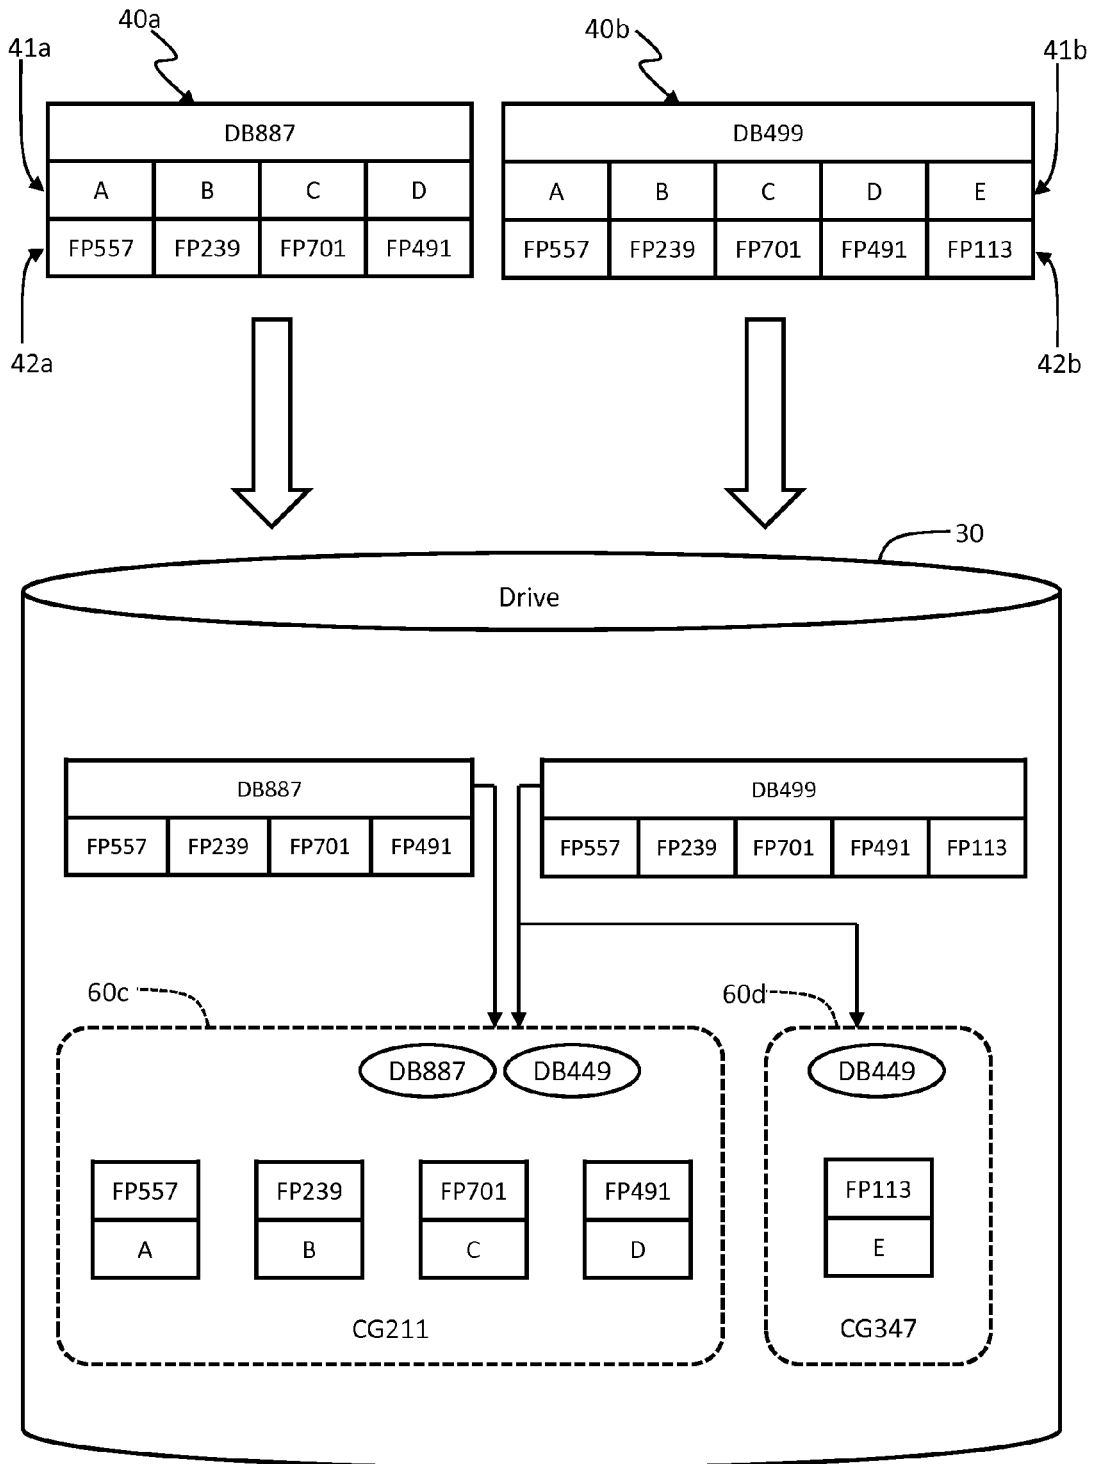 40a 40b
41a 41b
DB887 DB499
A B C D A B C D E
FP557 FP239 FP701 FP491 FP557 FP239 FP701 FP491 FP113
42a 42b
30
Drive
DB887 DB499
FP557 FP239 FP701 FP491 FP557 FP239 FP701 FP491 FP113
60c 60d
DB887 DB449 DB449
FP557 FP239 FP701 FP491 FP113
A B C D E
CG211 CG347